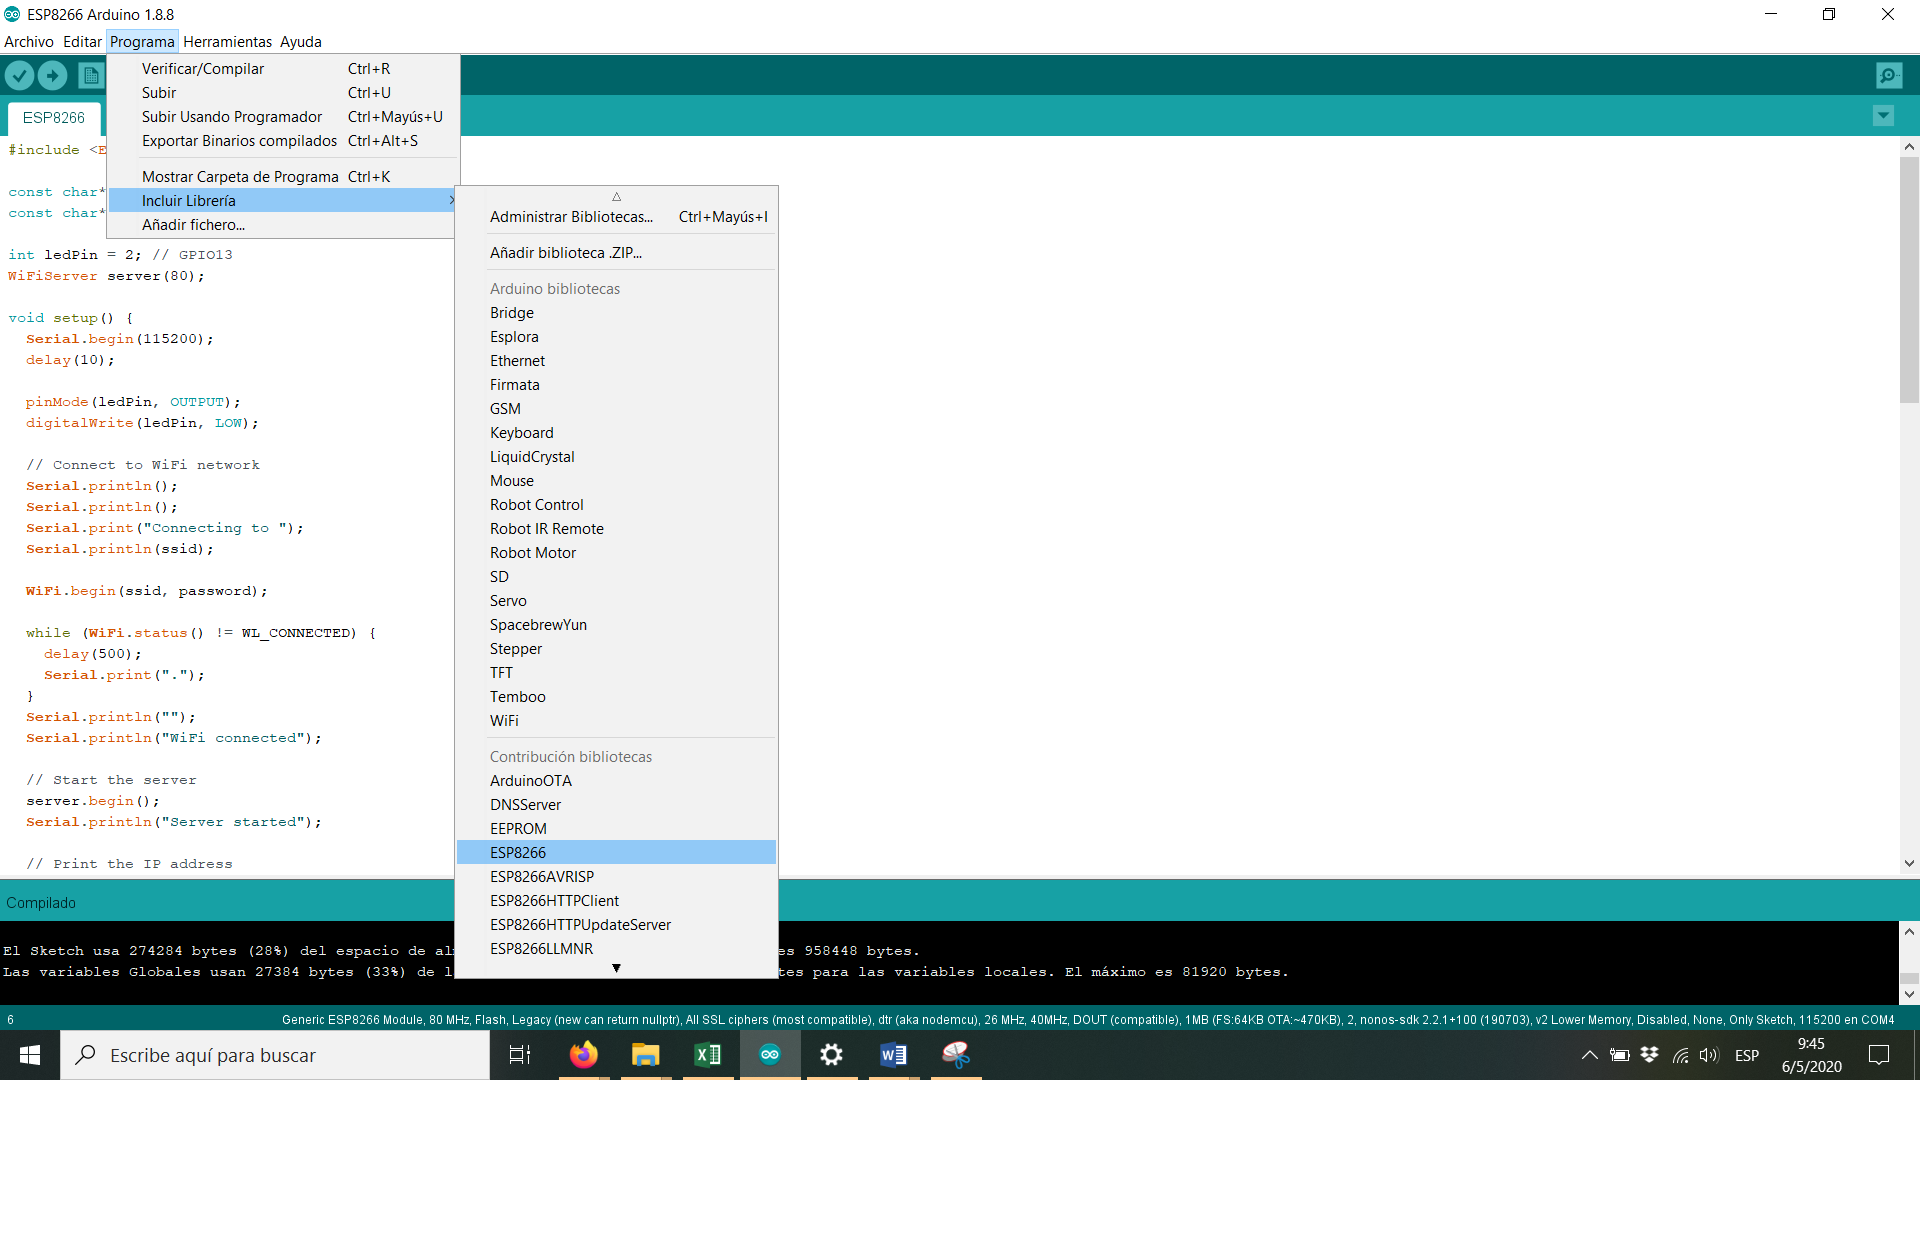 ESP8266 Arduino 1.8.8
Archivo Editar Programa Herramientas Ayuda
Verificar/Compilar Ctrl+R
Subir Ctrl+U
Subir Usando Programador Ctrl+Mayús+U
Exportar Binarios compilados Ctrl+Alt+S
Mostrar Carpeta de Programa Ctrl+K
Incluir Librería
Añadir fichero...
Administrar Bibliotecas... Ctrl+Mayús+I
Añadir biblioteca .ZIP...
Arduino bibliotecas
Bridge
Esplora
Ethernet
Firmata
GSM
Keyboard
LiquidCrystal
Mouse
Robot Control
Robot IR Remote
Robot Motor
SD
Servo
SpacebrewYun
Stepper
TFT
Temboo
WiFi
Contribución bibliotecas
ArduinoOTA
DNSServer
EEPROM
ESP8266
ESP8266AVRISP
ESP8266HTTPClient
ESP8266HTTPUpdateServer
ESP8266LLMNR
ESP8266
#include <E
const char*
const char*
int ledPin = 2; // GPIO13
WiFiServer server(80);
void setup() {
Serial.begin(115200);
delay(10);
pinMode(ledPin, OUTPUT);
digitalWrite(ledPin, LOW);
// Connect to WiFi network
Serial.println();
Serial.println();
Serial.print("Connecting to ");
Serial.println(ssid);
WiFi.begin(ssid, password);
while (WiFi.status() != WL_CONNECTED) {
delay(500);
Serial.print(".");
}
Serial.println("");
Serial.println("WiFi connected");
// Start the server
server.begin();
Serial.println("Server started");
// Print the IP address
Compilado
El Sketch usa 274284 bytes (28%) del espacio de al es 958448 bytes.
Las variables Globales usan 27384 bytes (33%) de l tes para las variables locales. El máximo es 81920 bytes.
6 Generic ESP8266 Module, 80 MHz, Flash, Legacy (new can return nullptr), All SSL ciphers (most compatible), dtr (aka nodemcu), 26 MHz, 40MHz, DOUT (compatible), 1MB (FS:64KB OTA:~470KB), 2, nonos-sdk 2.2.1+100 (190703), v2 Lower Memory, Disabled, None, Only Sketch, 115200 en COM4
Escribe aquí para buscar
ESP
9:45
6/5/2020